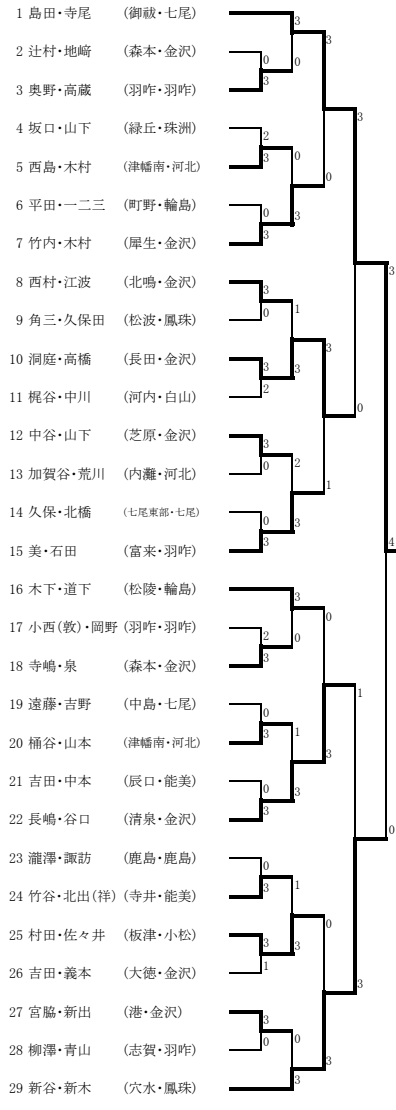 1 島田・寺尾 (御祓・七尾)
3
3
2 辻村・地﨑 (森本・金沢)
0
0
3 奥野・高蔵 (羽咋・羽咋)
3
3
4 坂口・山下 (緑丘・珠洲)
2
0
5 西島・木村 (津幡南・河北)
3
0
6 平田・一二三 (町野・輪島)
0
3
7 竹内・木村 (犀生・金沢)
3
3
8 西村・江波 (北鳴・金沢)
3
1
9 角三・久保田 (松波・鳳珠)
0
3
10 洞庭・高橋 (長田・金沢)
3
3
11 梶谷・中川 (河内・白山)
2
0
12 中谷・山下 (芝原・金沢)
3
2
13 加賀谷・荒川 (内灘・河北)
0
1
14 久保・北橋 (七尾東部・七尾)
0
3
15 美・石田 (富来・羽咋)
3
4
16 木下・道下 (松陵・輪島)
3
0
17 小西(敦)・岡野 (羽咋・羽咋)
2
0
18 寺嶋・泉 (森本・金沢)
3
1
19 遠藤・吉野 (中島・七尾)
0
1
20 桶谷・山本 (津幡南・河北)
3
3
21 吉田・中本 (辰口・能美)
0
3
22 長嶋・谷口 (清泉・金沢)
3
0
23 瀧澤・諏訪 (鹿島・鹿島)
0
1
24 竹谷・北出(祥) (寺井・能美)
3
0
25 村田・佐々井 (板津・小松)
3
3
26 吉田・義本 (大徳・金沢)
1
3
27 宮脇・新出 (港・金沢)
3
0
28 柳澤・青山 (志賀・羽咋)
0
3
29 新谷・新木 (穴水・鳳珠)
3